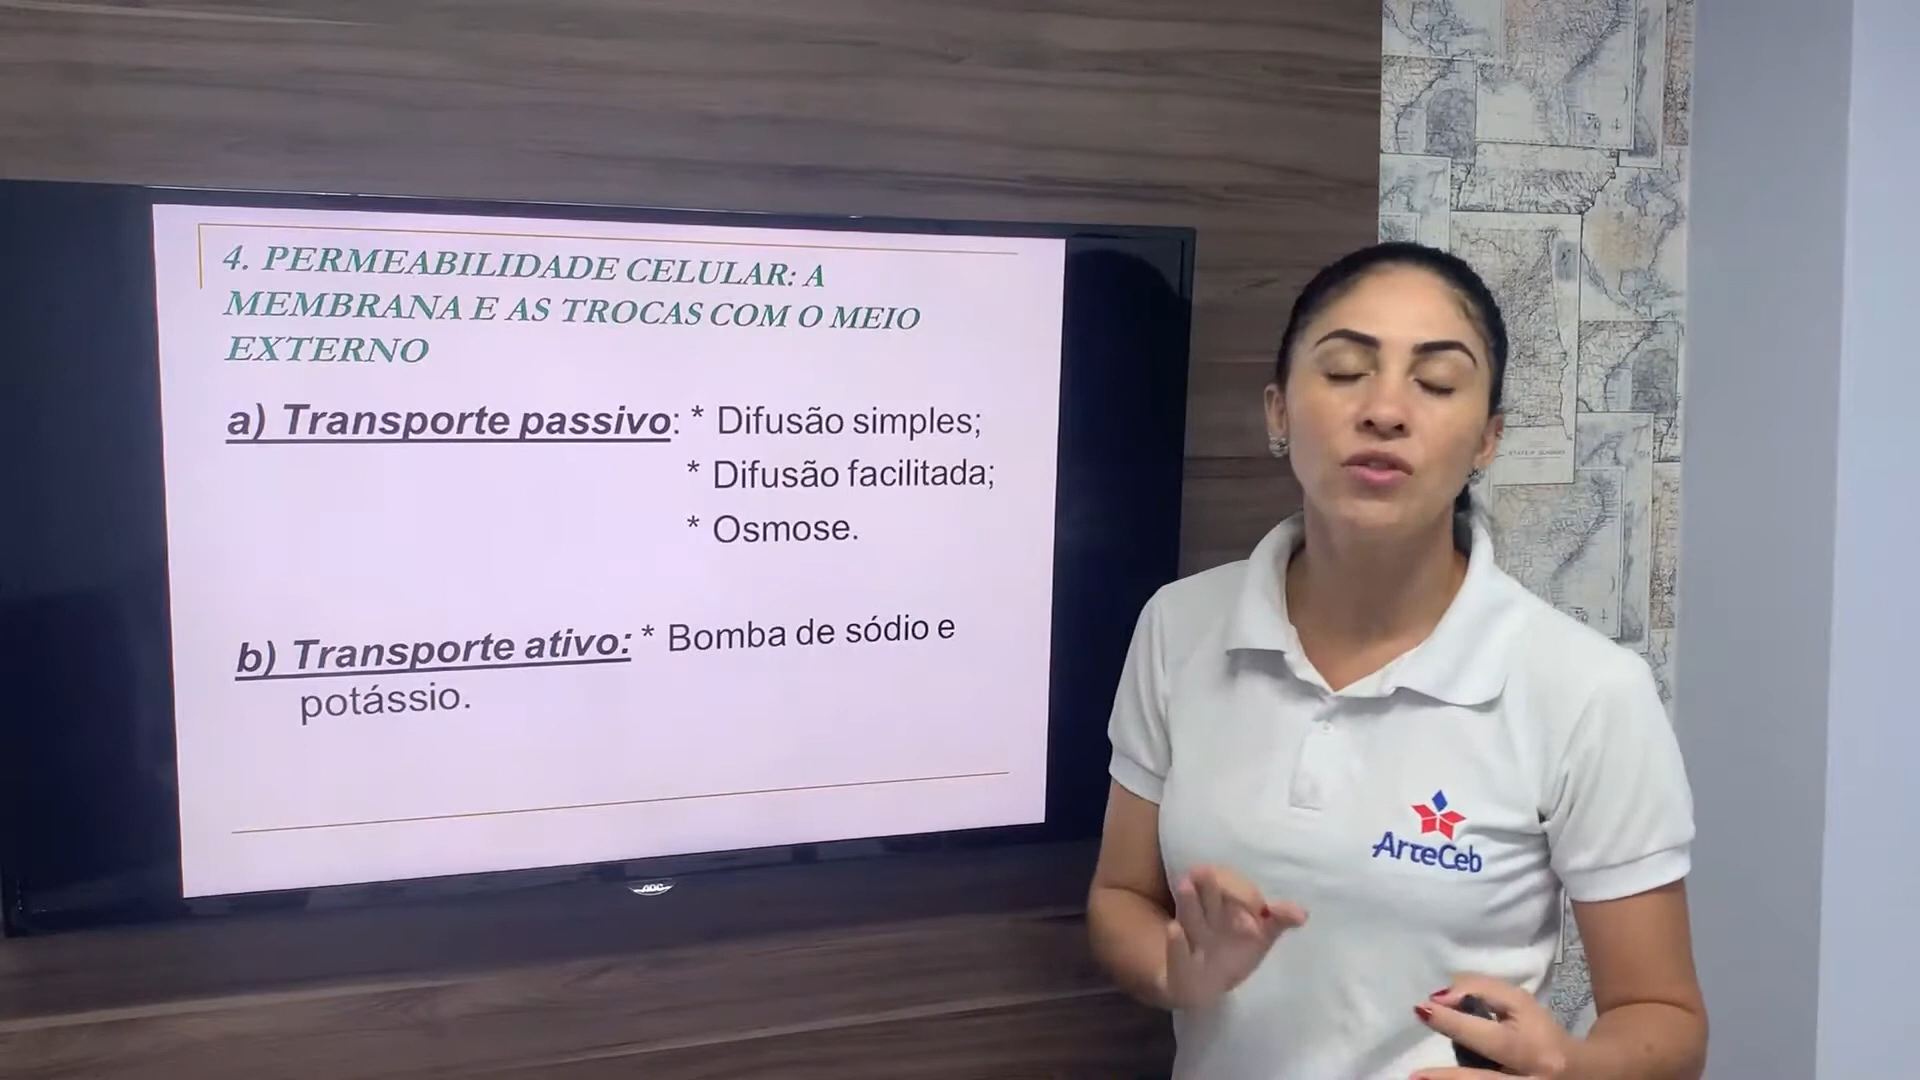 4. PERMEABILIDADE CELULAR: A
MEMBRANA E AS TROCAS COM O MEIO
EXTERNO
a) Transporte passivo: * Difusão simples;
* Difusão facilitada;
* Osmose.
b) Transporte ativo: * Bomba de sódio e
potássio.
AOC
ArteCeb